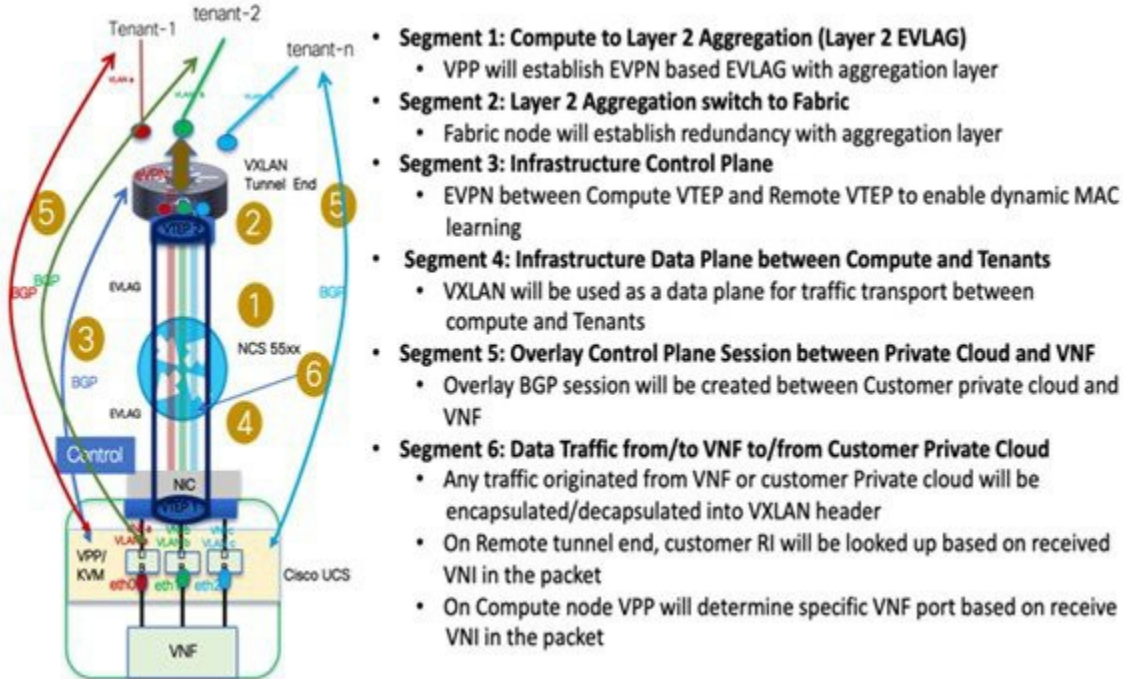 Tenant-1
tenant-2
tenant-n
VLAN a
eVPN
VXLAN
Tunnel End
VTEP 2
5
2
5
BGP
BGP
EVLAG
1
BGP
3
NCS 55xx
6
BGP
EVLAG
4
Control
NIC
VTEP 1
VLAN b
VPP/
KVM
eth0
eth1
eth2
Cisco UCS
VNF
• Segment 1: Compute to Layer 2 Aggregation (Layer 2 EVLAG)
• VPP will establish EVPN based EVLAG with aggregation layer
• Segment 2: Layer 2 Aggregation switch to Fabric
• Fabric node will establish redundancy with aggregation layer
• Segment 3: Infrastructure Control Plane
• EVPN between Compute VTEP and Remote VTEP to enable dynamic MAC
learning
• Segment 4: Infrastructure Data Plane between Compute and Tenants
• VXLAN will be used as a data plane for traffic transport between
compute and Tenants
• Segment 5: Overlay Control Plane Session between Private Cloud and VNF
• Overlay BGP session will be created between Customer private cloud and
VNF
• Segment 6: Data Traffic from/to VNF to/from Customer Private Cloud
• Any traffic originated from VNF or customer Private cloud will be
encapsulated/decapsulated into VXLAN header
• On Remote tunnel end, customer RI will be looked up based on received
VNI in the packet
• On Compute node VPP will determine specific VNF port based on receive
VNI in the packet